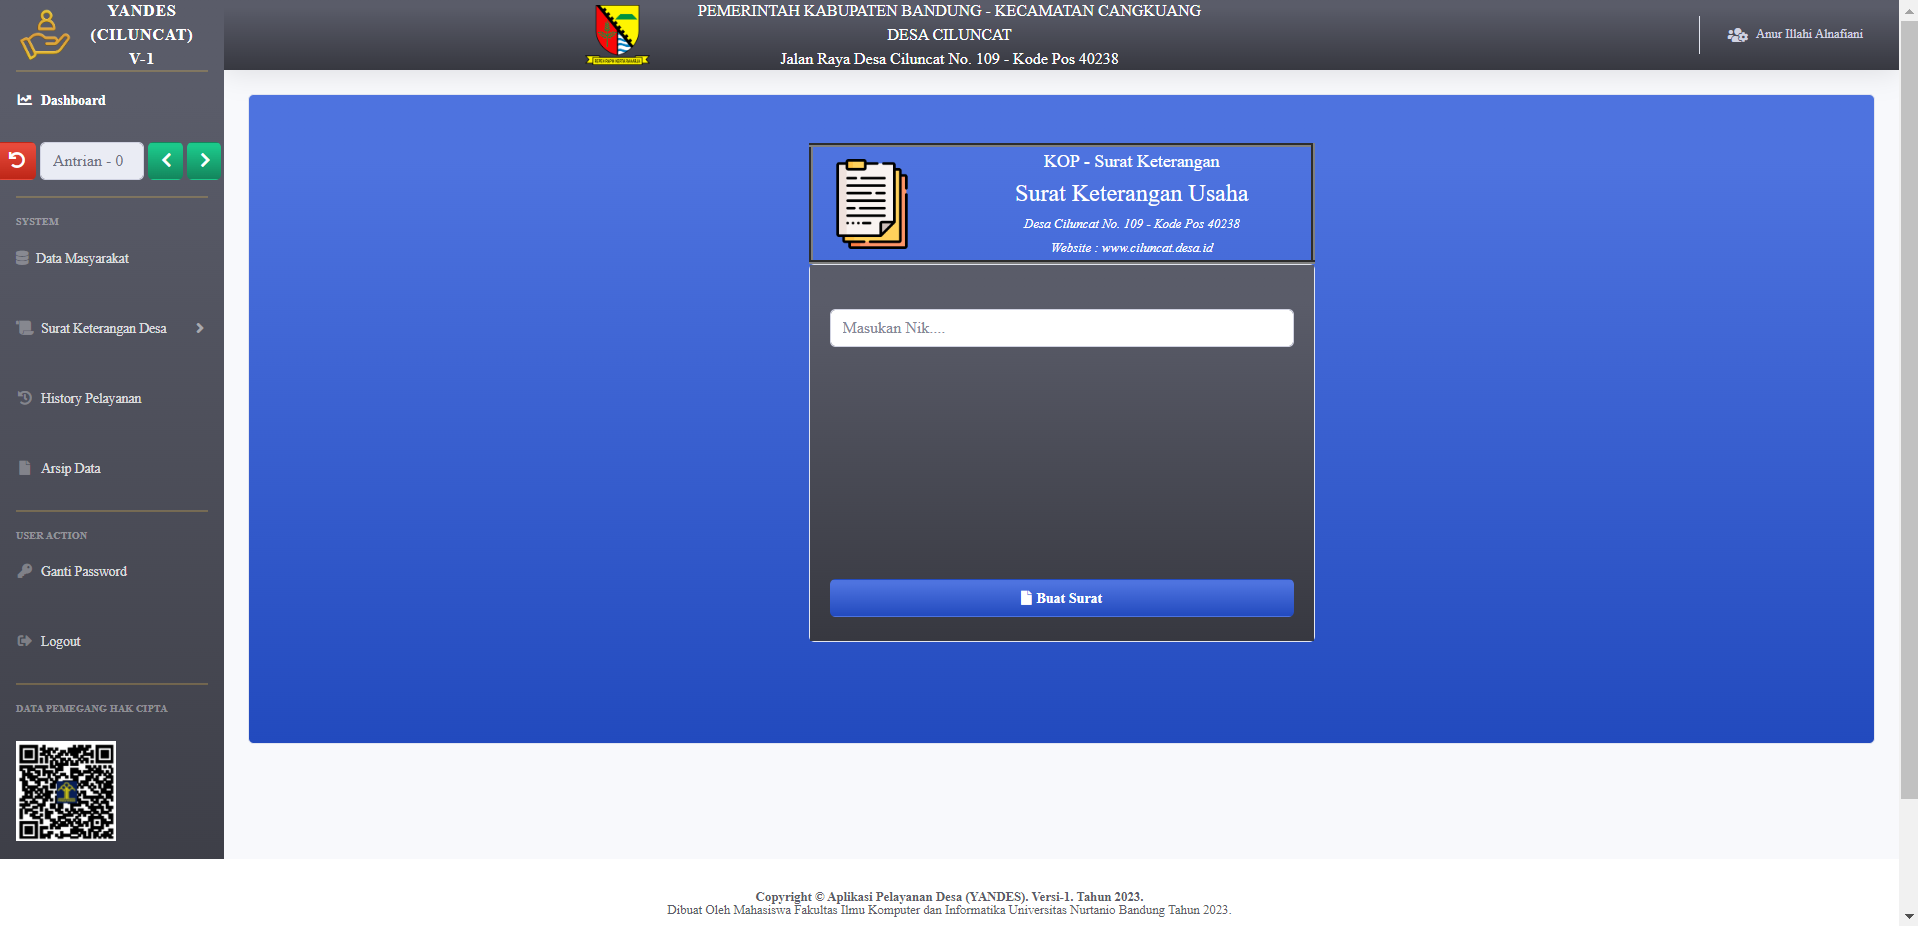 YANDES
(CILUNCAT)
V-1
PEMERINTAH KABUPATEN BANDUNG - KECAMATAN CANGKUANG
DESA CILUNCAT
Jalan Raya Desa Ciluncat No. 109 - Kode Pos 40238
Anur Illahi Alnafiani
Dashboard
Antrian - 0
SYSTEM
Data Masyarakat
Surat Keterangan Desa
History Pelayanan
Arsip Data
USER ACTION
Ganti Password
Logout
DATA PEMEGANG HAK CIPTA
KOP - Surat Keterangan
Surat Keterangan Usaha
Desa Ciluncat No. 109 - Kode Pos 40238
Website : www.ciluncat.desa.id
Masukan Nik....
Buat Surat
Copyright © Aplikasi Pelayanan Desa (YANDES). Versi-1. Tahun 2023.
Dibuat Oleh Mahasiswa Fakultas Ilmu Komputer dan Informatika Universitas Nurtanio Bandung Tahun 2023.